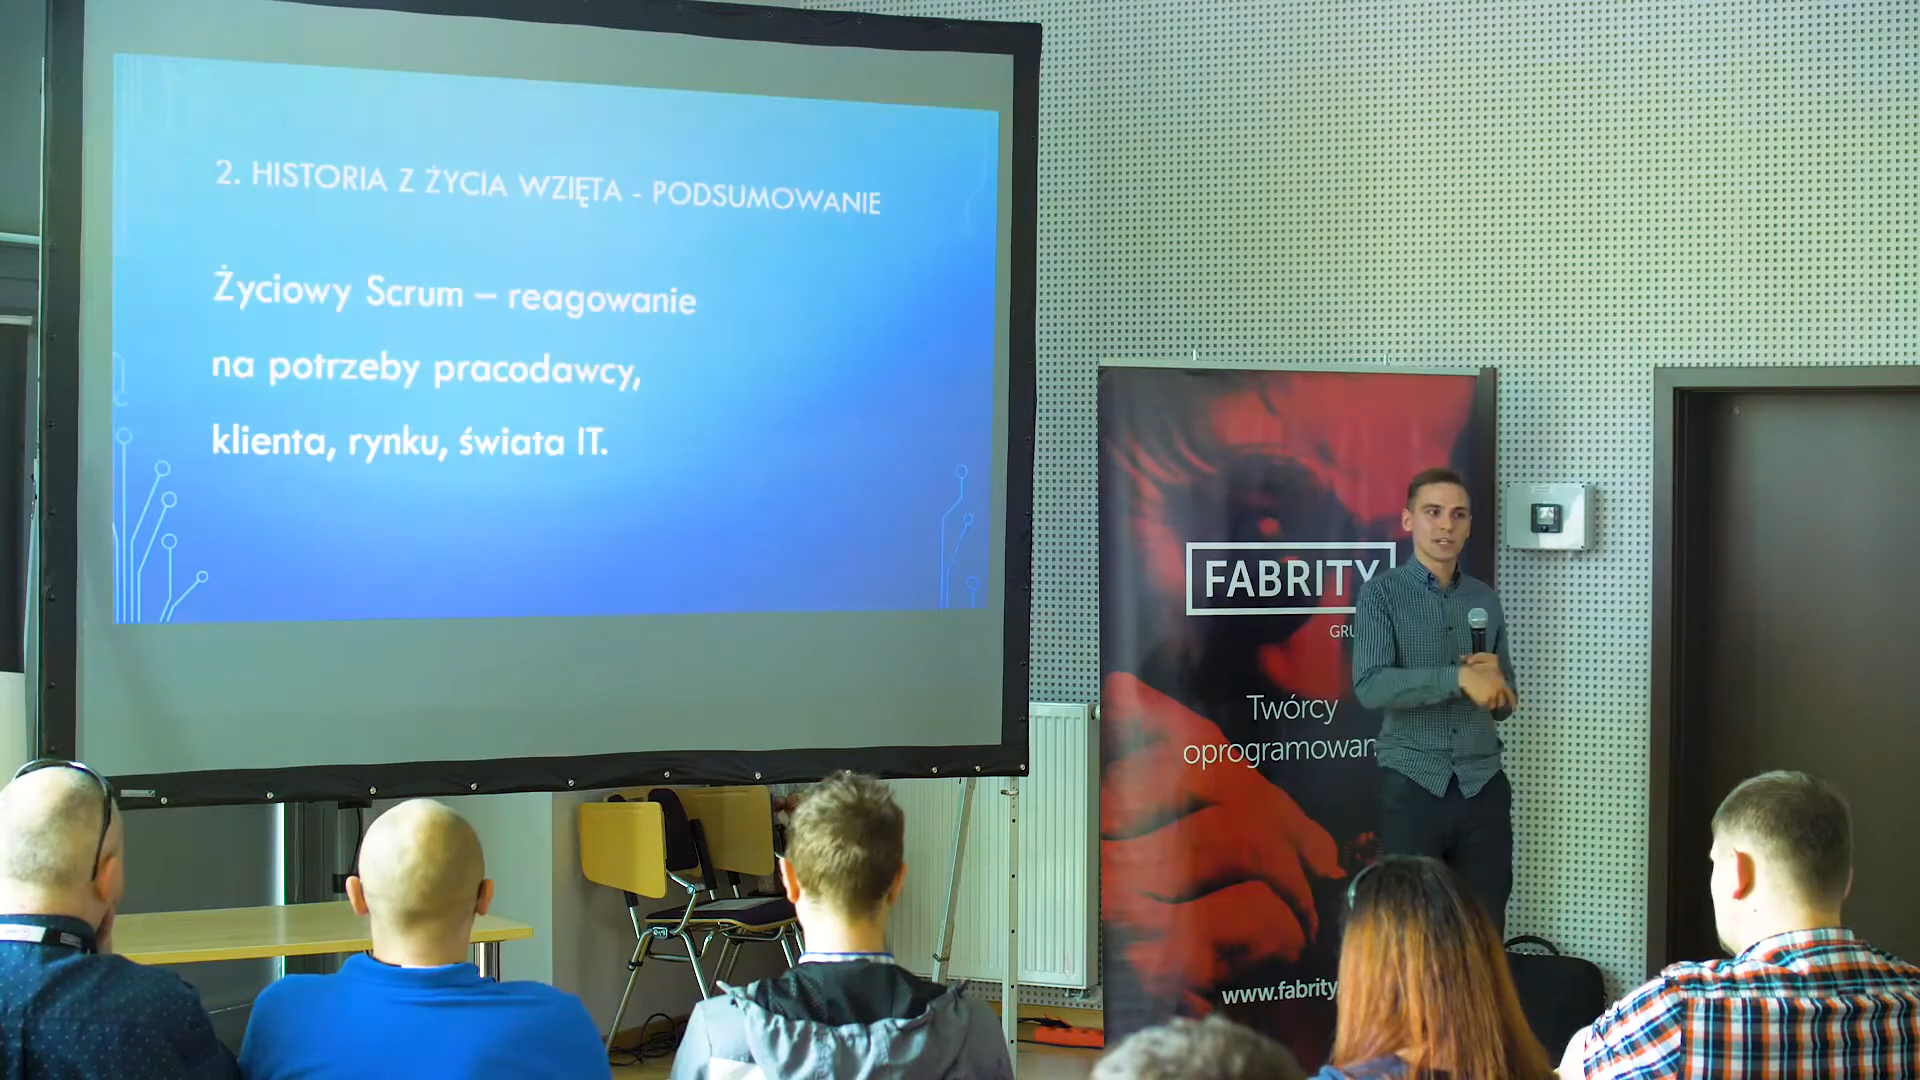 2. HISTORIA Z ŻYCIA WZIĘTA - PODSUMOWANIE
Życiowy Scrum – reagowanie
na potrzeby pracodawcy,
klienta, rynku, świata IT.
FABRITY
Twórcy
www.fabrity.